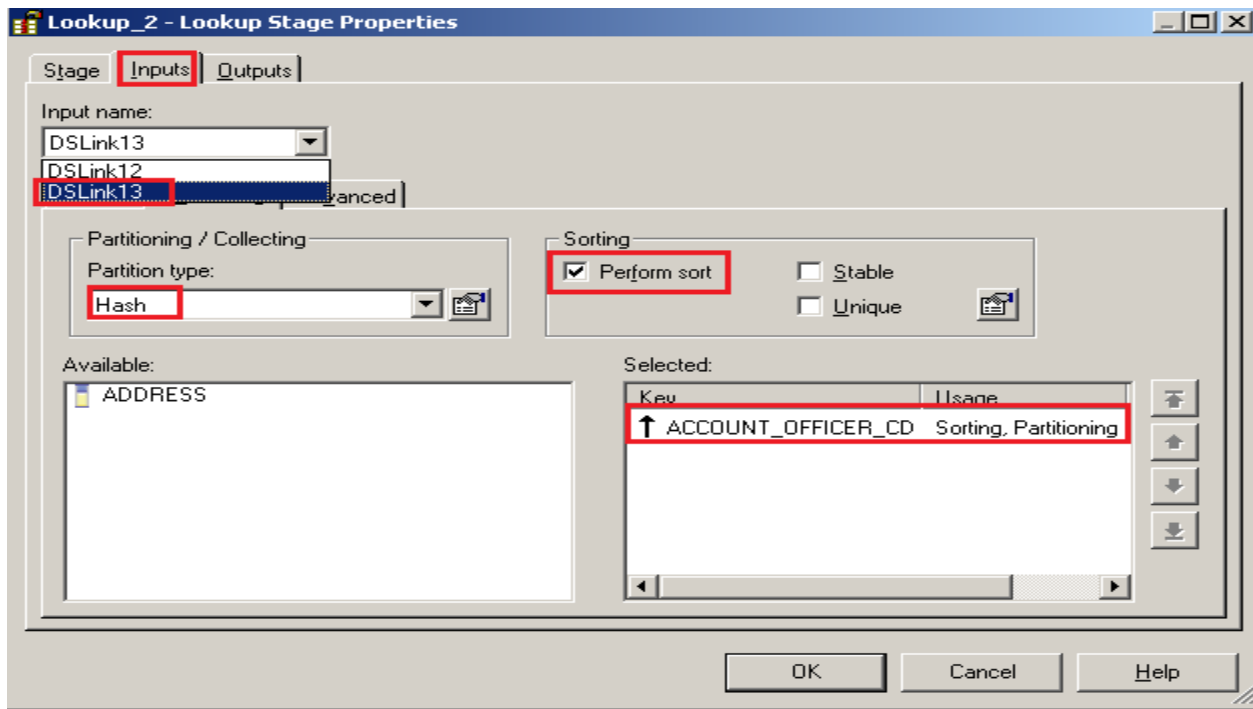 Lookup_2 - Lookup Stage Properties
Stage Inputs Outputs
Input name:
DSLink13
DSLink12
DSLink13
vanced
Partitioning / Collecting
Partition type:
Hash
Sorting
Perform sort
Stable
Unique
Available:
ADDRESS
Selected:
Key Usage
ACCOUNT_OFFICER_CD Sorting, Partitioning
OK Cancel Help